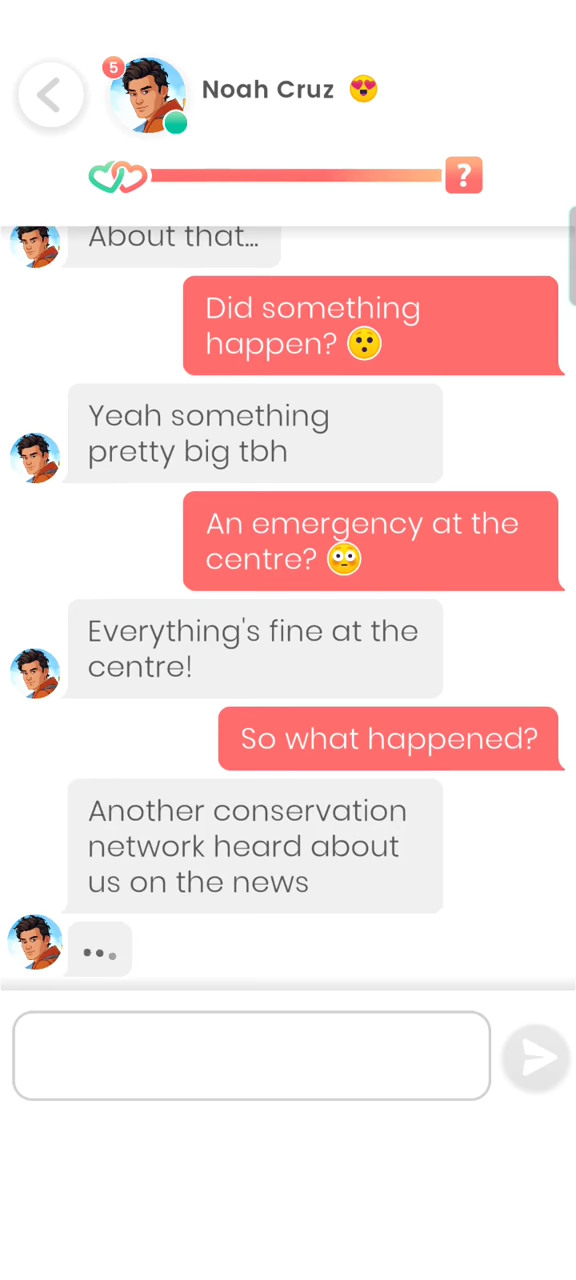 5
Noah Cruz 😍
?
About that...
Did something
happen? 😯
Yeah something
pretty big tbh
An emergency at the
centre? 😳
Everything's fine at the
centre!
So what happened?
Another conservation
network heard about
us on the news